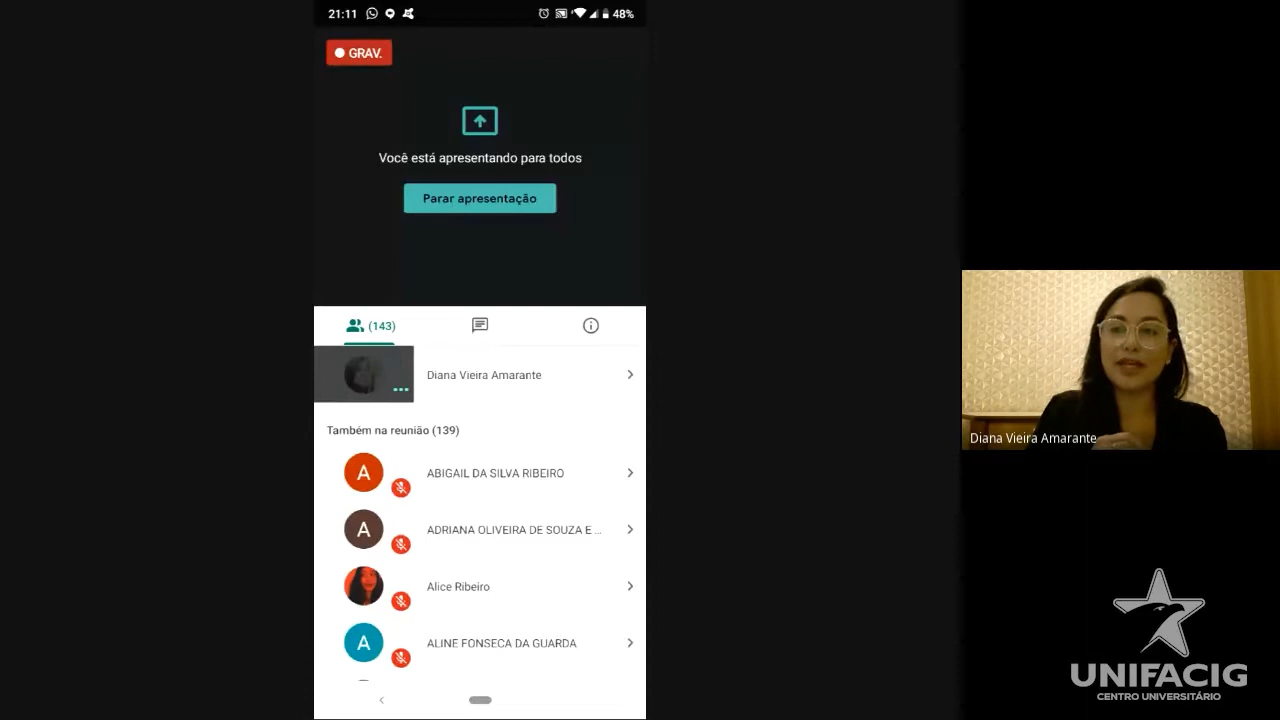 21:11
48%
GRAV.
Você está apresentando para todos
Parar apresentação
(143)
Diana Vieira Amarante
Também na reunião (139)
A
ABIGAIL DA SILVA RIBEIRO
A
ADRIANA OLIVEIRA DE SOUZA E ...
Alice Ribeiro
A
ALINE FONSECA DA GUARDA
Diana Vieira Amarante
UNIFACIG
CENTRO UNIVERSITÁRIO